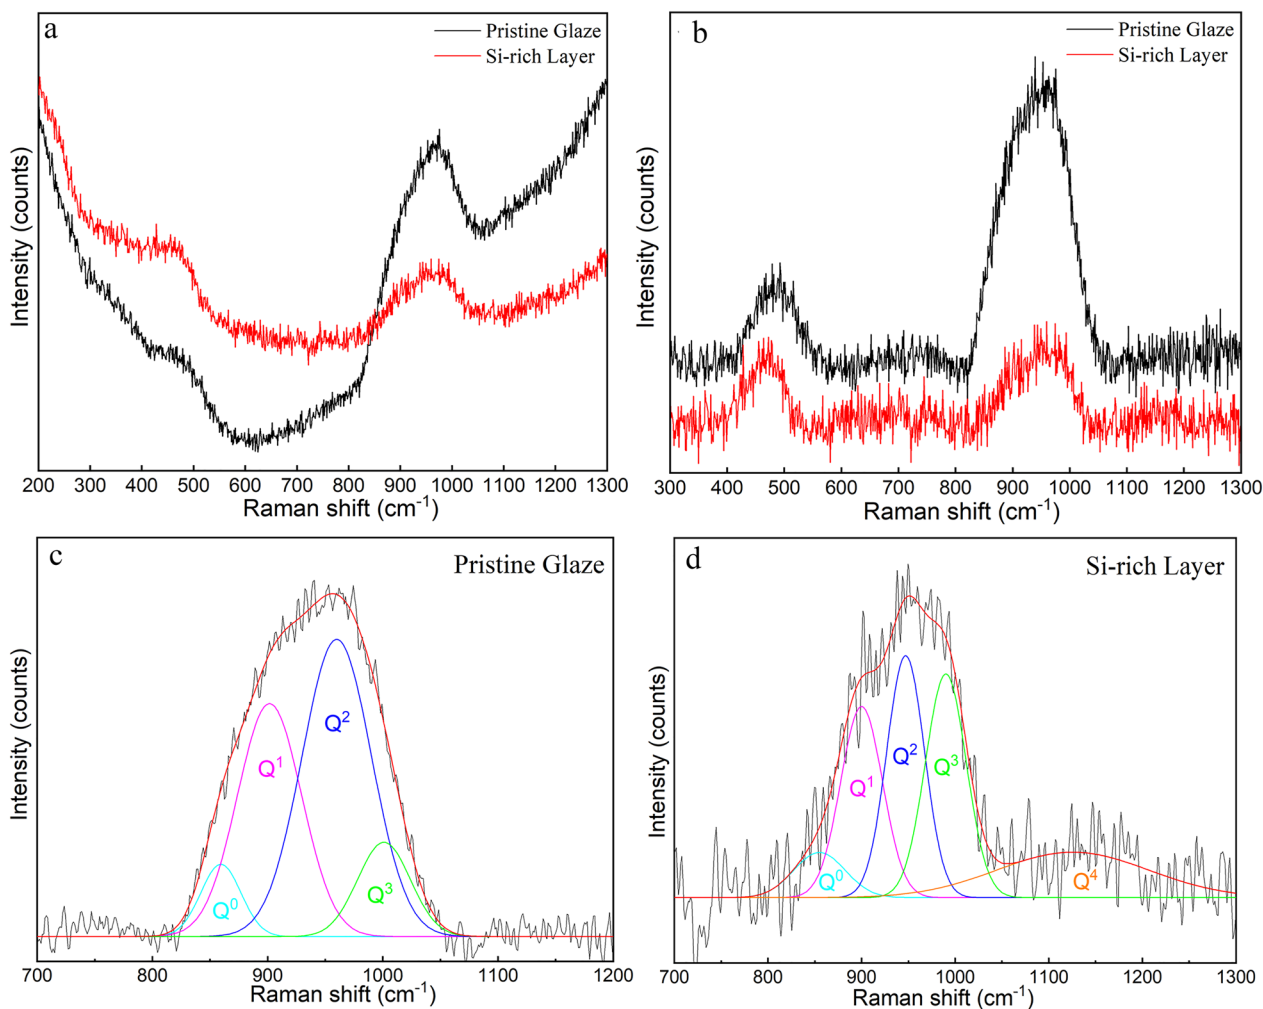 a
Pristine Glaze
Si-rich Layer
Intensity (counts)
200 300 400 500 600 700 800 900 1000 1100 1200 1300
Raman shift (cm⁻¹)
b
Pristine Glaze
Si-rich Layer
Intensity (counts)
300 400 500 600 700 800 900 1000 1100 1200 1300
Raman shift (cm⁻¹)
c
Pristine Glaze
Q²
Q¹
Q³
Q⁰
Intensity (counts)
700 800 900 1000 1100 1200
Raman shift (cm⁻¹)
d
Si-rich Layer
Q²
Q³
Q¹
Q⁰
Q⁴
Intensity (counts)
700 800 900 1000 1100 1200 1300
Raman shift (cm⁻¹)